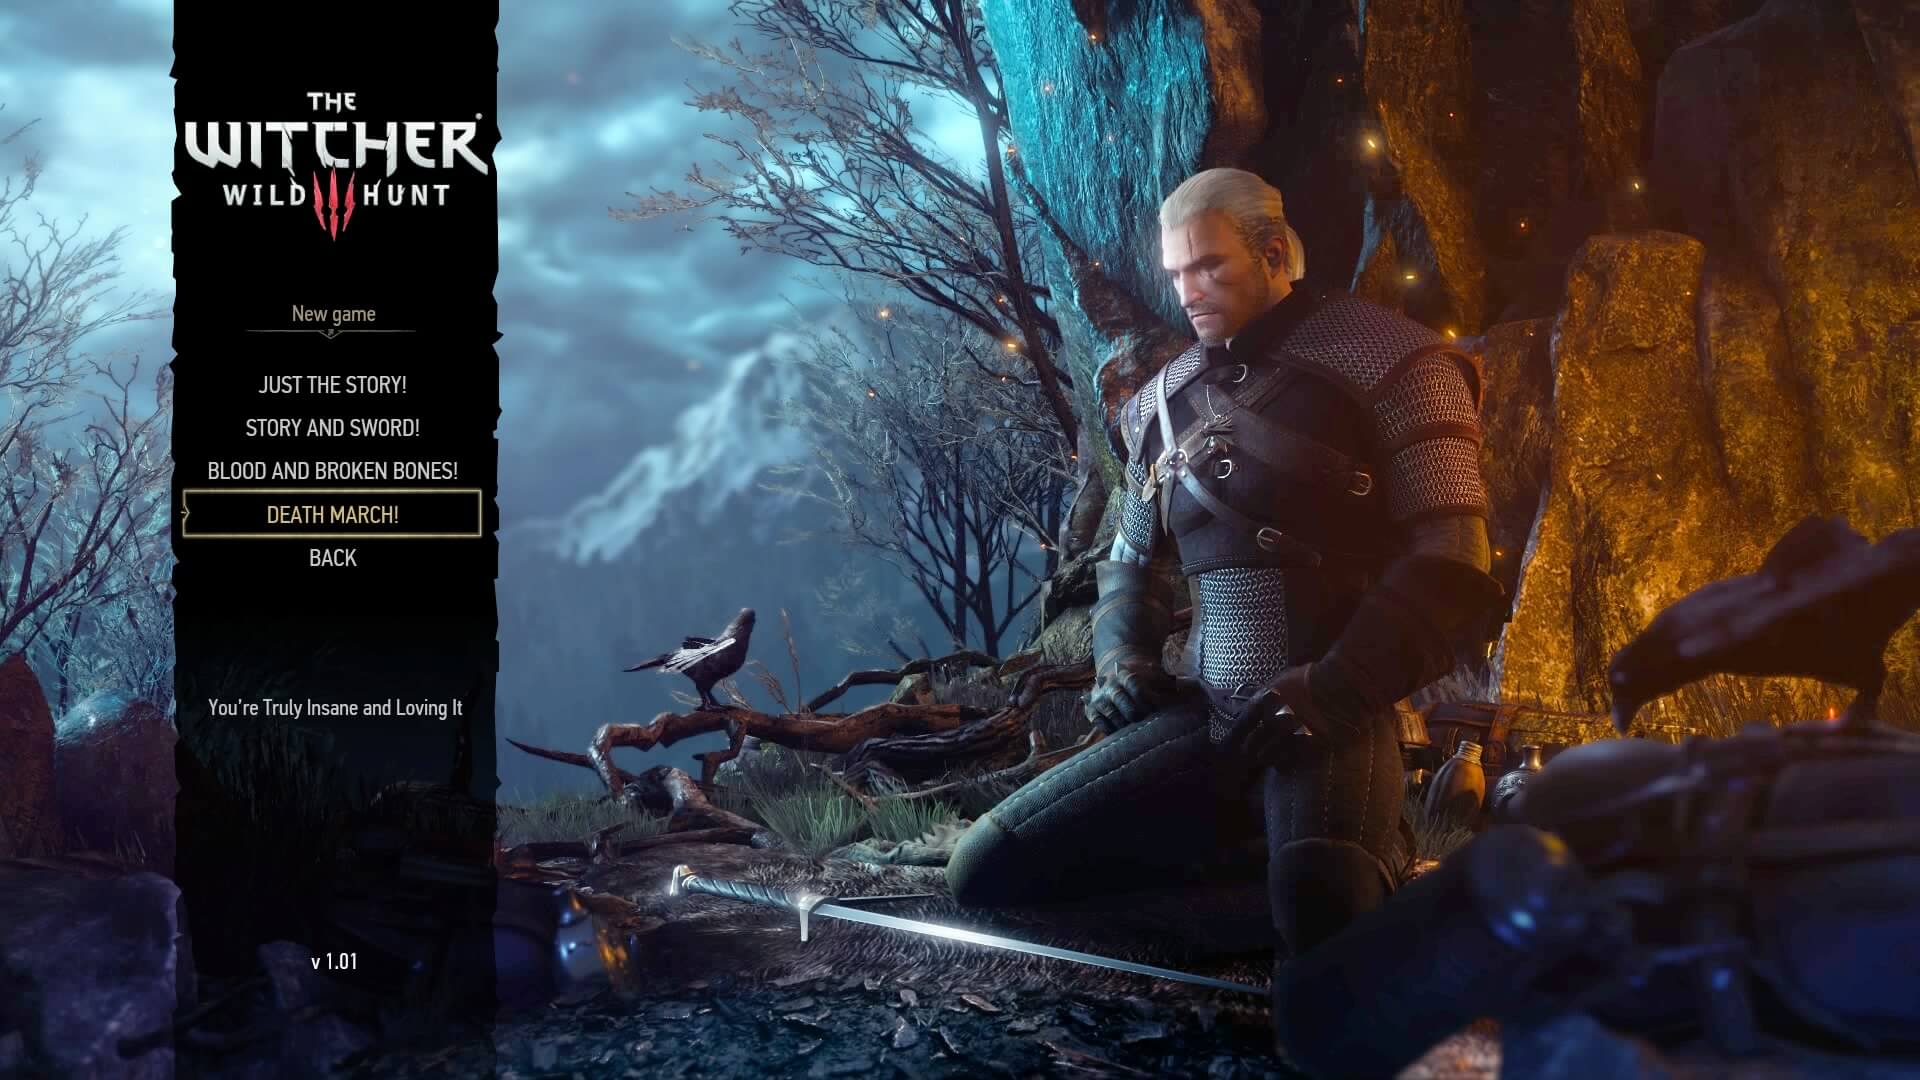 THE
WITCHER
WILD HUNT
New game
JUST THE STORY!
STORY AND SWORD!
BLOOD AND BROKEN BONES!
DEATH MARCH!
BACK
You're Truly Insane and Loving It
v 1.01